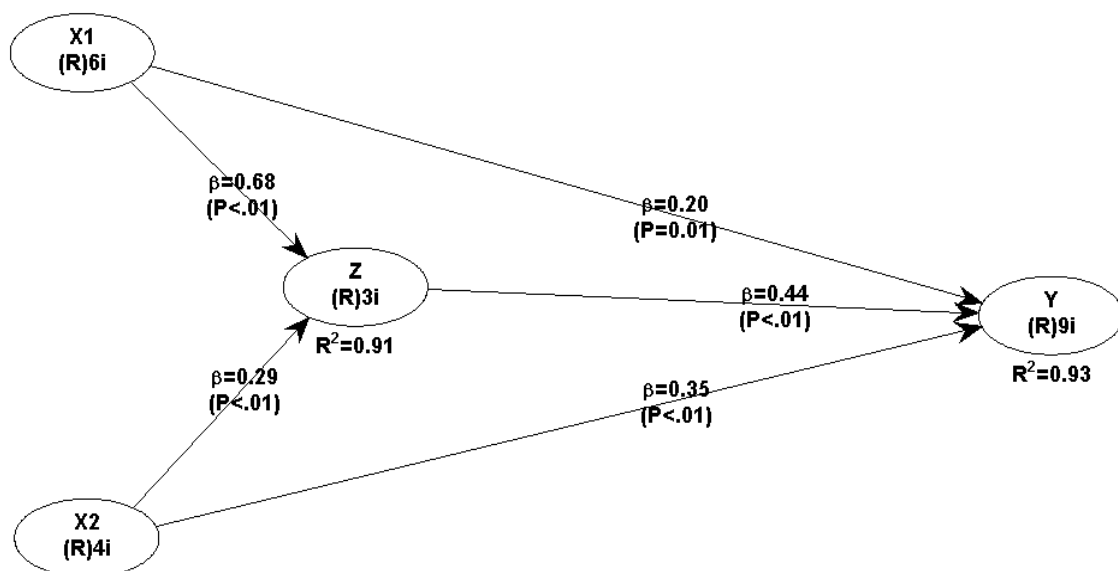 X1
(R)6i
β=0.68
(P<.01)
β=0.20
(P=0.01)
Z
(R)3i
R²=0.91
β=0.44
(P<.01)
Y
(R)9i
R²=0.93
β=0.29
(P<.01)
β=0.35
(P<.01)
X2
(R)4i